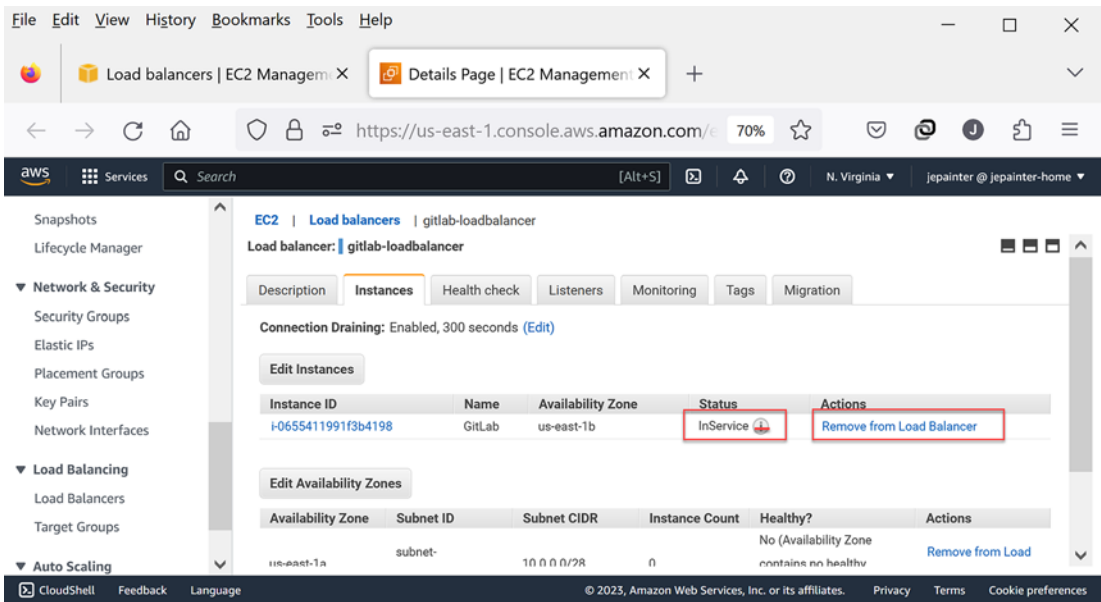 File Edit View History Bookmarks Tools Help
Load balancers | EC2 Managem
Details Page | EC2 Management
https://us-east-1.console.aws.amazon.com/e 70%
J
aws Services Search [Alt+S] N. Virginia jepainter @ jepainter-home
Snapshots
Lifecycle Manager
Network & Security
Security Groups
Elastic IPs
Placement Groups
Key Pairs
Network Interfaces
Load Balancing
Load Balancers
Target Groups
Auto Scaling
EC2 | Load balancers | gitlab-loadbalancer
Load balancer: gitlab-loadbalancer
Description Instances Health check Listeners Monitoring Tags Migration
Connection Draining: Enabled, 300 seconds (Edit)
Edit Instances
Instance ID Name Availability Zone Status Actions
i-0655411991f3b4198 GitLab us-east-1b InService Remove from Load Balancer
Edit Availability Zones
Availability Zone Subnet ID Subnet CIDR Instance Count Healthy? Actions
No (Availability Zone
subnet- Remove from Load
us-east-1a 10.0.0.0/28 0 contains no healthy
CloudShell Feedback Language © 2023, Amazon Web Services, Inc. or its affiliates. Privacy Terms Cookie preferences